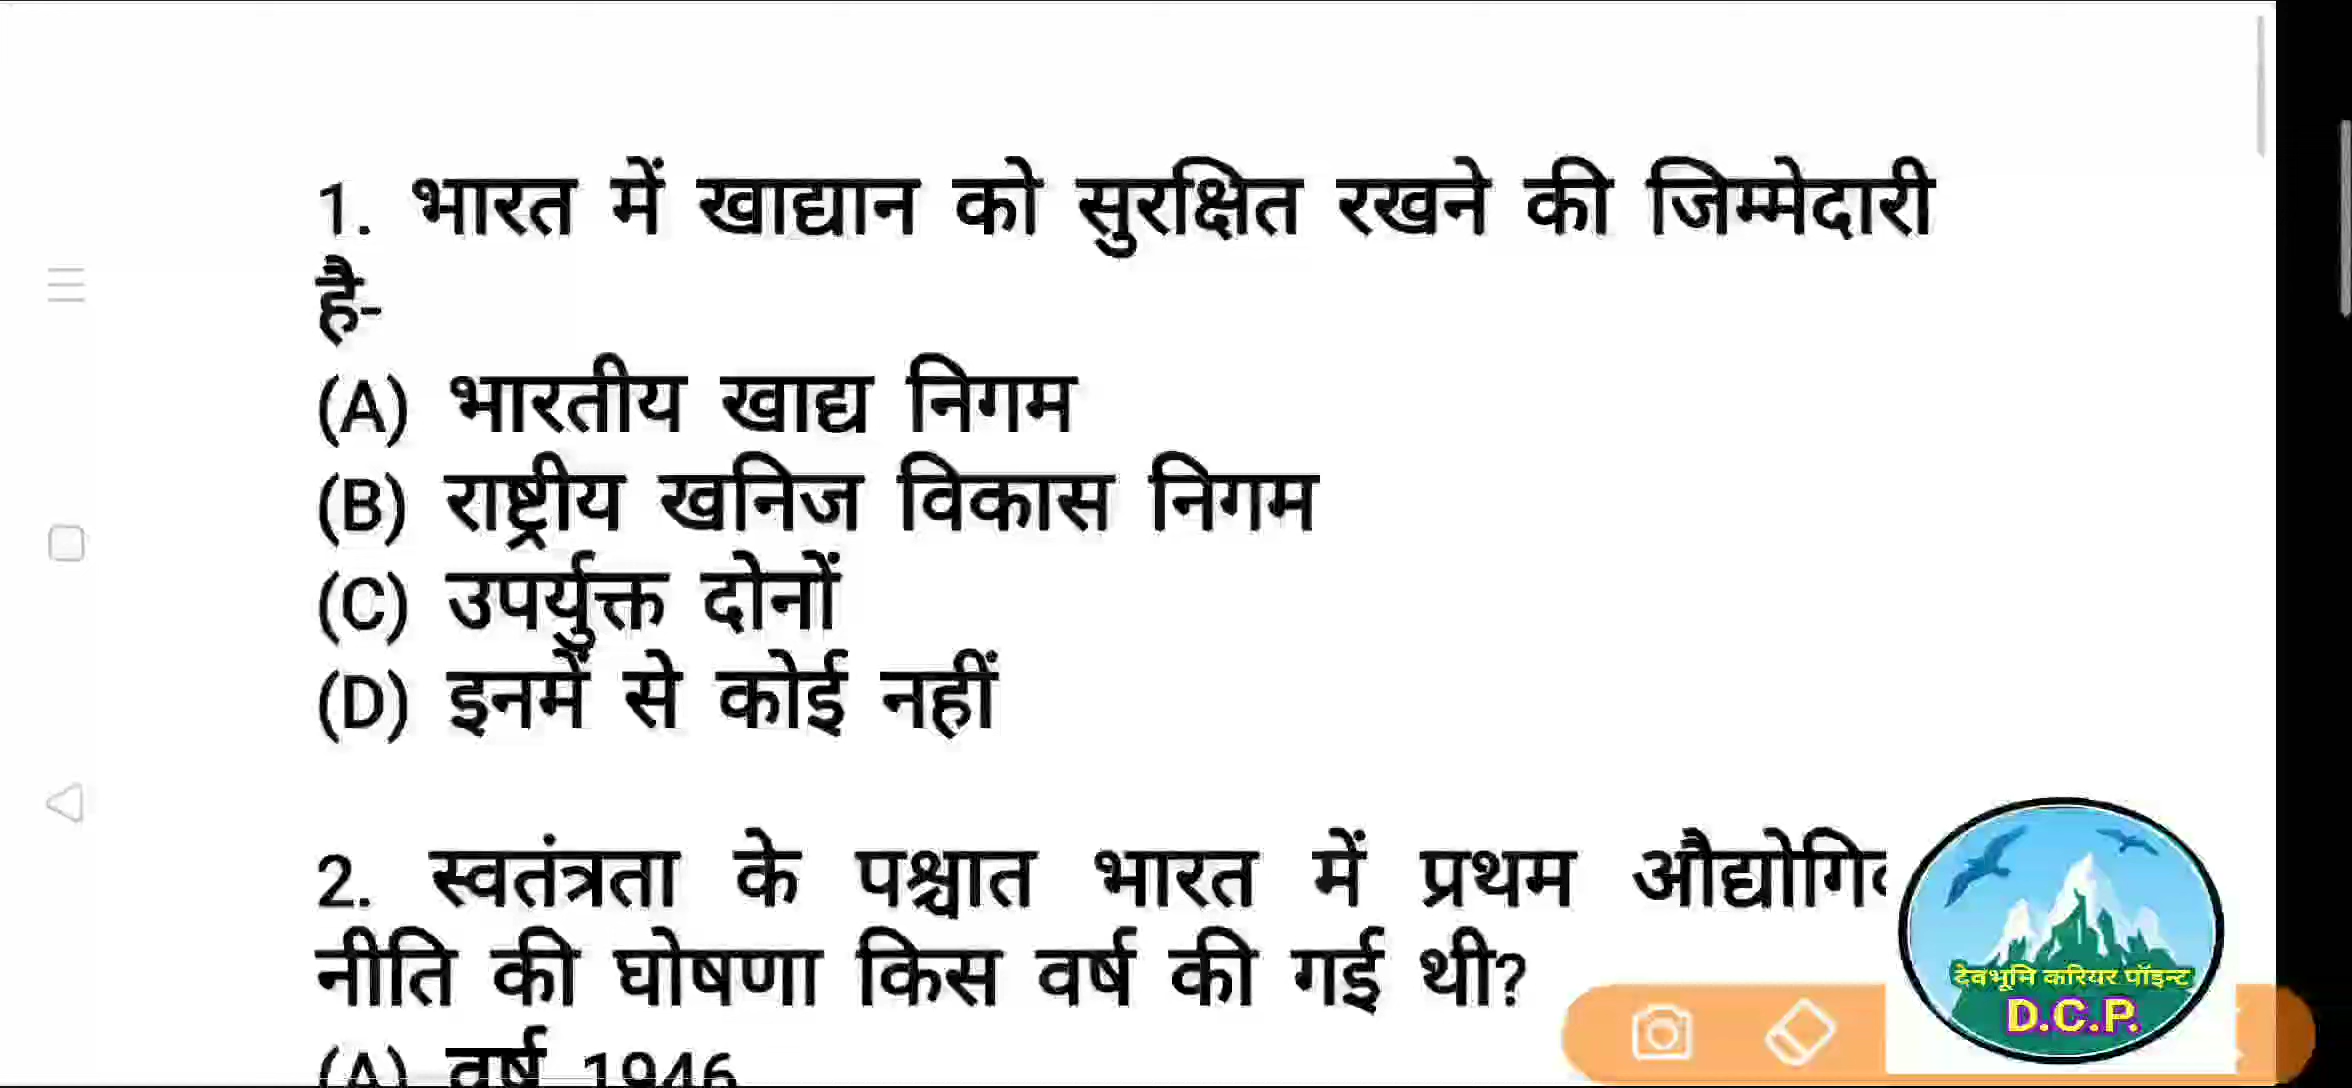 1. भारत में खाद्यान को सुरक्षित रखने की जिम्मेदारी
है-
(A) भारतीय खाद्य निगम
(B) राष्ट्रीय खनिज विकास निगम
(C) उपर्युक्त दोनों
(D) इनमें से कोई नहीं
2. स्वतंत्रता के पश्चात भारत में प्रथम
नीति की घोषणा किस वर्ष की गई थी?
(A) वर्ष 1946
देवभूमि करियर पॉइन्ट
D.C.P.